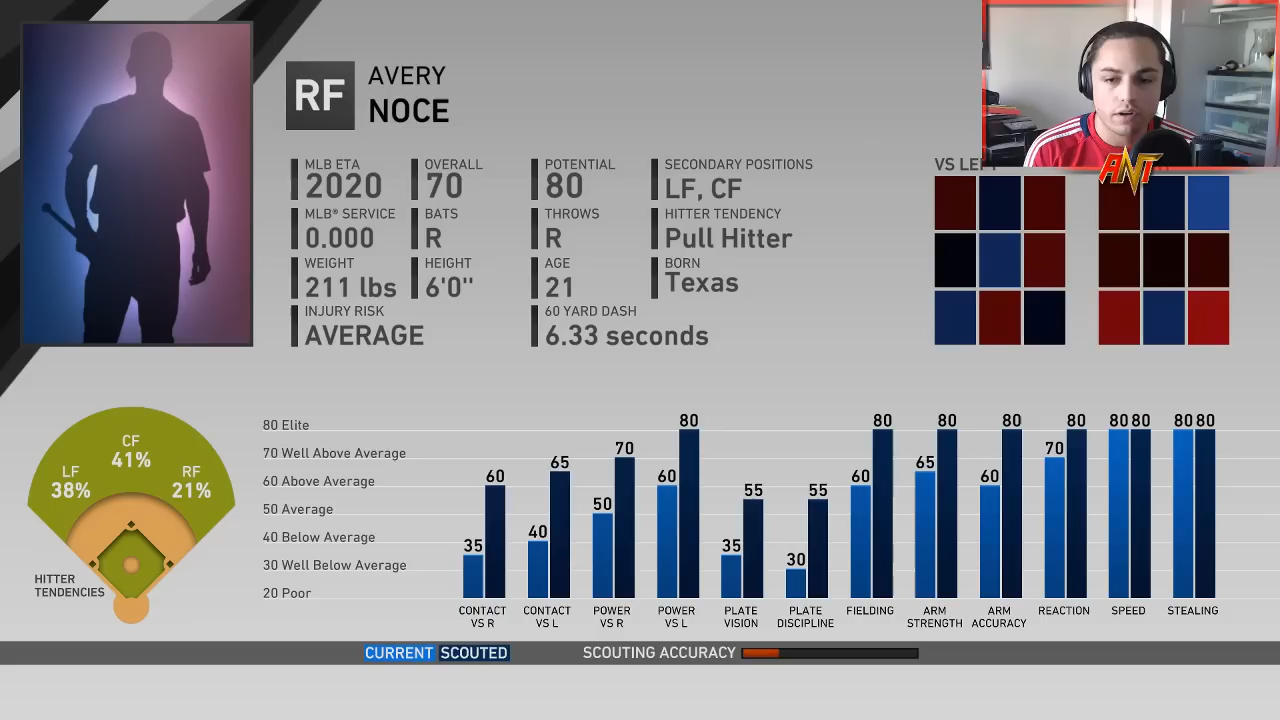 RF
AVERY
NOCE
MLB ETA
2020
OVERALL
70
POTENTIAL
80
SECONDARY POSITIONS
LF, CF
MLB® SERVICE
0.000
BATS
R
THROWS
R
HITTER TENDENCY
Pull Hitter
WEIGHT
211 lbs
HEIGHT
6'0"
AGE
21
BORN
Texas
INJURY RISK
AVERAGE
60 YARD DASH
6.33 seconds
VS LEFT
ANT
CF
41%
LF
38%
RF
21%
HITTER
TENDENCIES
80 Elite
70 Well Above Average
60 Above Average
50 Average
40 Below Average
30 Well Below Average
20 Poor
35 60
40 65
50 70
60 80
35 55
30 55
60 80
65 80
60 80
70 80
80 80
80 80
CONTACT
VS R
CONTACT
VS L
POWER
VS R
POWER
VS L
PLATE
VISION
PLATE
DISCIPLINE
FIELDING
ARM
STRENGTH
ARM
ACCURACY
REACTION
SPEED
STEALING
CURRENT SCOUTED
SCOUTING ACCURACY